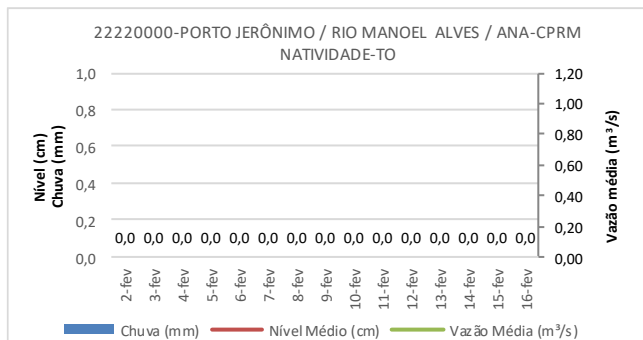 22220000-PORTO JERÔNIMO / RIO MANOEL ALVES / ANA-CPRM
NATIVIDADE-TO
1,0
0,8
0,6
0,4
0,2
0,0
Nível (cm)
Chuva (mm)
1,20
1,00
0,80
0,60
0,40
0,20
0,00
Vazão média (m³/s)
0,0 0,0 0,0 0,0 0,0 0,0 0,0 0,0 0,0 0,0 0,0 0,0 0,0 0,0 0,0
2-fev
3-fev
4-fev
5-fev
6-fev
7-fev
8-fev
9-fev
10-fev
11-fev
12-fev
13-fev
14-fev
15-fev
16-fev
Chuva (mm) Nível Médio (cm) Vazão Média (m³/s)